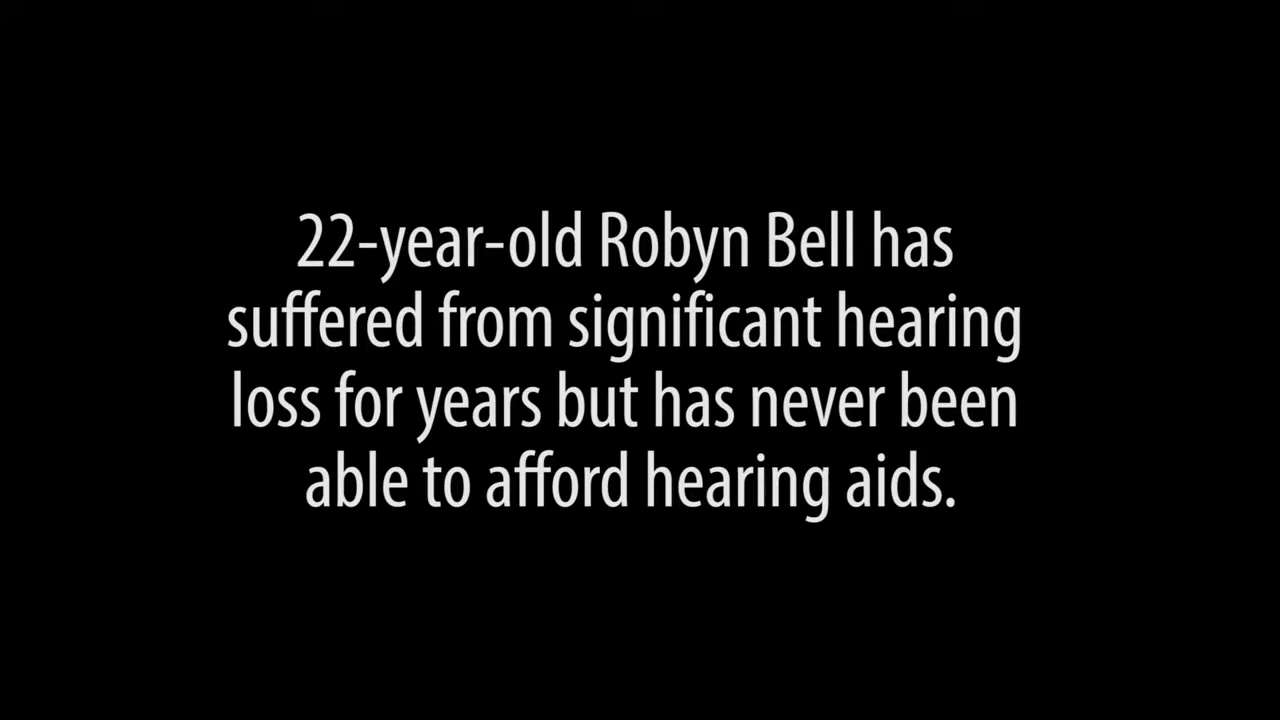 22-year-old Robyn Bell has
suffered from significant hearing
loss for years but has never been
able to afford hearing aids.